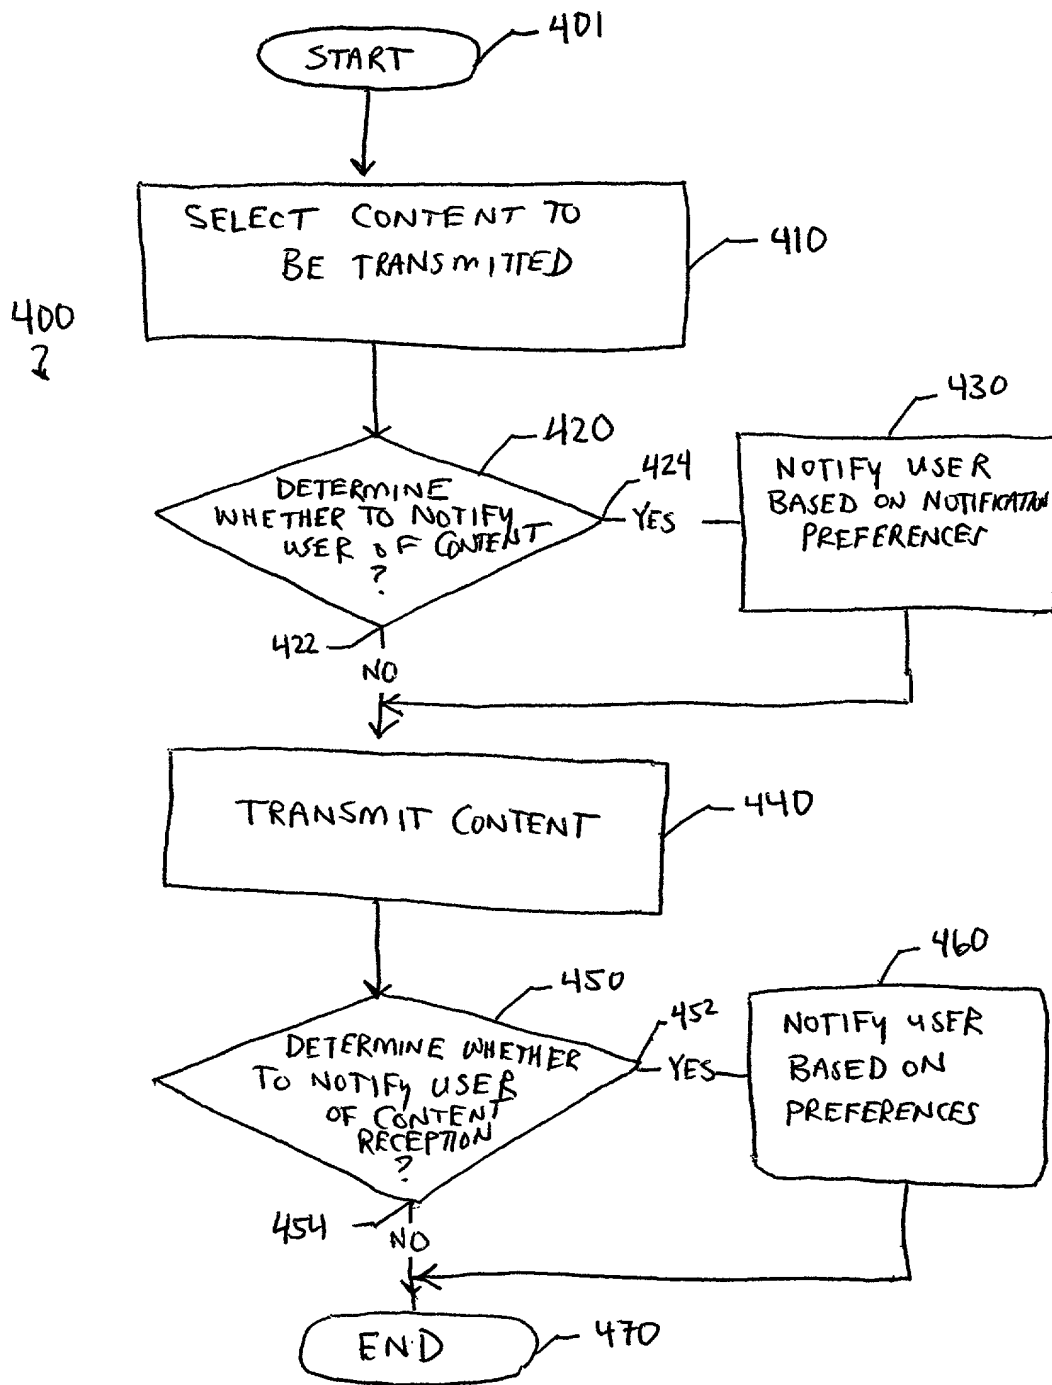 START
401
SELECT CONTENT TO
BE TRANSMITTED
410
400
420
DETERMINE
WHETHER TO NOTIFY
USER OF CONTENT
?
424
YES
430
NOTIFY USER
BASED ON NOTIFICATION
PREFERENCES
422
NO
TRANSMIT CONTENT
440
450
DETERMINE WHETHER
TO NOTIFY USER
OF CONTENT
RECEPTION
?
452
YES
460
NOTIFY USER
BASED ON
PREFERENCES
454
NO
END
470